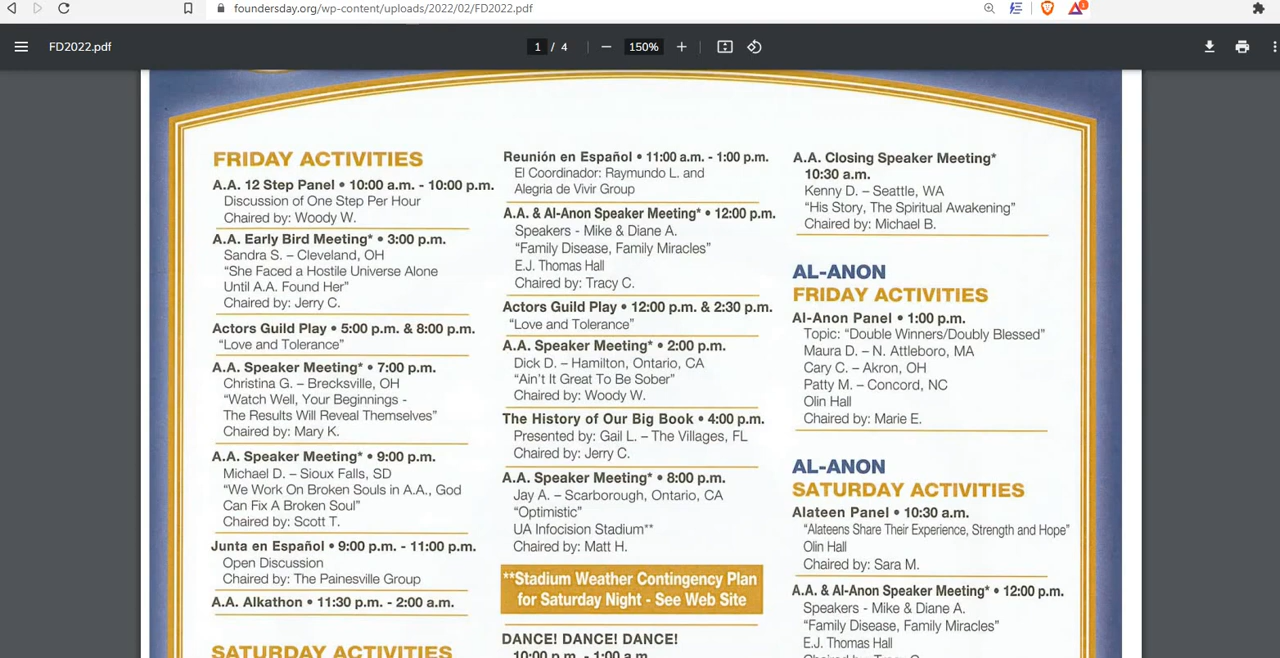 foundersday.org/wp-content/uploads/2022/02/FD2022.pdf
1
FD2022.pdf
1 / 4
150%
FRIDAY ACTIVITIES
A.A. 12 Step Panel • 10:00 a.m. - 10:00 p.m.
Discussion of One Step Per Hour
Chaired by: Woody W.
A.A. Early Bird Meeting* • 3:00 p.m.
Sandra S. – Cleveland, OH
“She Faced a Hostile Universe Alone
Until A.A. Found Her”
Chaired by: Jerry C.
Actors Guild Play • 5:00 p.m. & 8:00 p.m.
“Love and Tolerance”
A.A. Speaker Meeting* • 7:00 p.m.
Christina G. – Brecksville, OH
“Watch Well, Your Beginnings -
The Results Will Reveal Themselves”
Chaired by: Mary K.
A.A. Speaker Meeting* • 9:00 p.m.
Michael D. – Sioux Falls, SD
“We Work On Broken Souls in A.A., God
Can Fix A Broken Soul”
Chaired by: Scott T.
Junta en Español • 9:00 p.m. - 11:00 p.m.
Open Discussion
Chaired by: The Painesville Group
A.A. Alkathon • 11:30 p.m. - 2:00 a.m.
SATURDAY ACTIVITIES
Reunión en Español • 11:00 a.m. - 1:00 p.m.
El Coordinador: Raymundo L. and
Alegria de Vivir Group
A.A. & Al-Anon Speaker Meeting* • 12:00 p.m.
Speakers - Mike & Diane A.
“Family Disease, Family Miracles”
E.J. Thomas Hall
Chaired by: Tracy C.
Actors Guild Play • 12:00 p.m. & 2:30 p.m.
“Love and Tolerance”
A.A. Speaker Meeting* • 2:00 p.m.
Dick D. – Hamilton, Ontario, CA
“Ain’t It Great To Be Sober”
Chaired by: Woody W.
The History of Our Big Book • 4:00 p.m.
Presented by: Gail L. – The Villages, FL
Chaired by: Jerry C.
A.A. Speaker Meeting* • 8:00 p.m.
Jay A. – Scarborough, Ontario, CA
“Optimistic”
UA Infocision Stadium**
Chaired by: Matt H.
**Stadium Weather Contingency Plan
for Saturday Night - See Web Site
DANCE! DANCE! DANCE!
10:00 p.m. - 1:00 a.m.
A.A. Closing Speaker Meeting*
10:30 a.m.
Kenny D. – Seattle, WA
“His Story, The Spiritual Awakening”
Chaired by: Michael B.
AL-ANON
FRIDAY ACTIVITIES
Al-Anon Panel • 1:00 p.m.
Topic: “Double Winners/Doubly Blessed”
Maura D. – N. Attleboro, MA
Cary C. – Akron, OH
Patty M. – Concord, NC
Olin Hall
Chaired by: Marie E.
AL-ANON
SATURDAY ACTIVITIES
Alateen Panel • 10:30 a.m.
“Alateens Share Their Experience, Strength and Hope”
Olin Hall
Chaired by: Sara M.
A.A. & Al-Anon Speaker Meeting* • 12:00 p.m.
Speakers - Mike & Diane A.
“Family Disease, Family Miracles”
E.J. Thomas Hall
Chaired by: Tracy C.